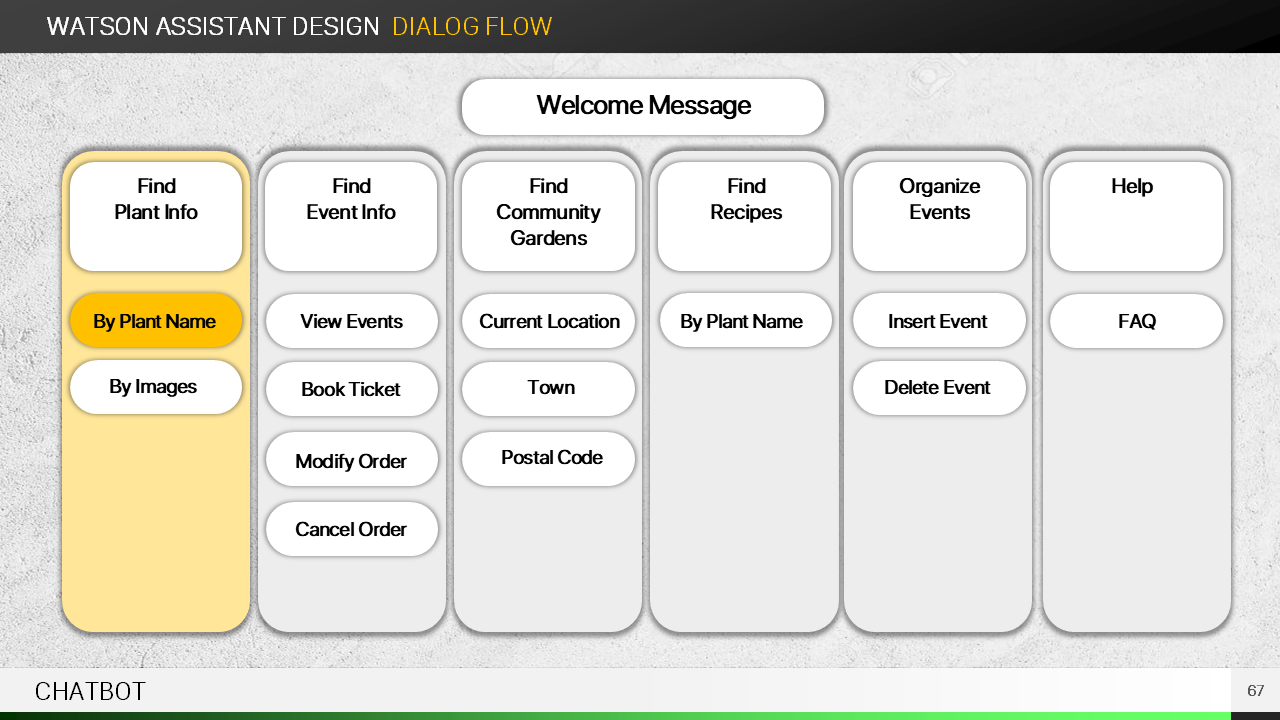 WATSON ASSISTANT DESIGN DIALOG FLOW
Welcome Message
Find
Plant Info
By Plant Name
By Images
Find
Event Info
View Events
Book Ticket
Modify Order
Cancel Order
Find
Community
Gardens
Current Location
Town
Postal Code
Find
Recipes
By Plant Name
Organize
Events
Insert Event
Delete Event
Help
FAQ
CHATBOT
67